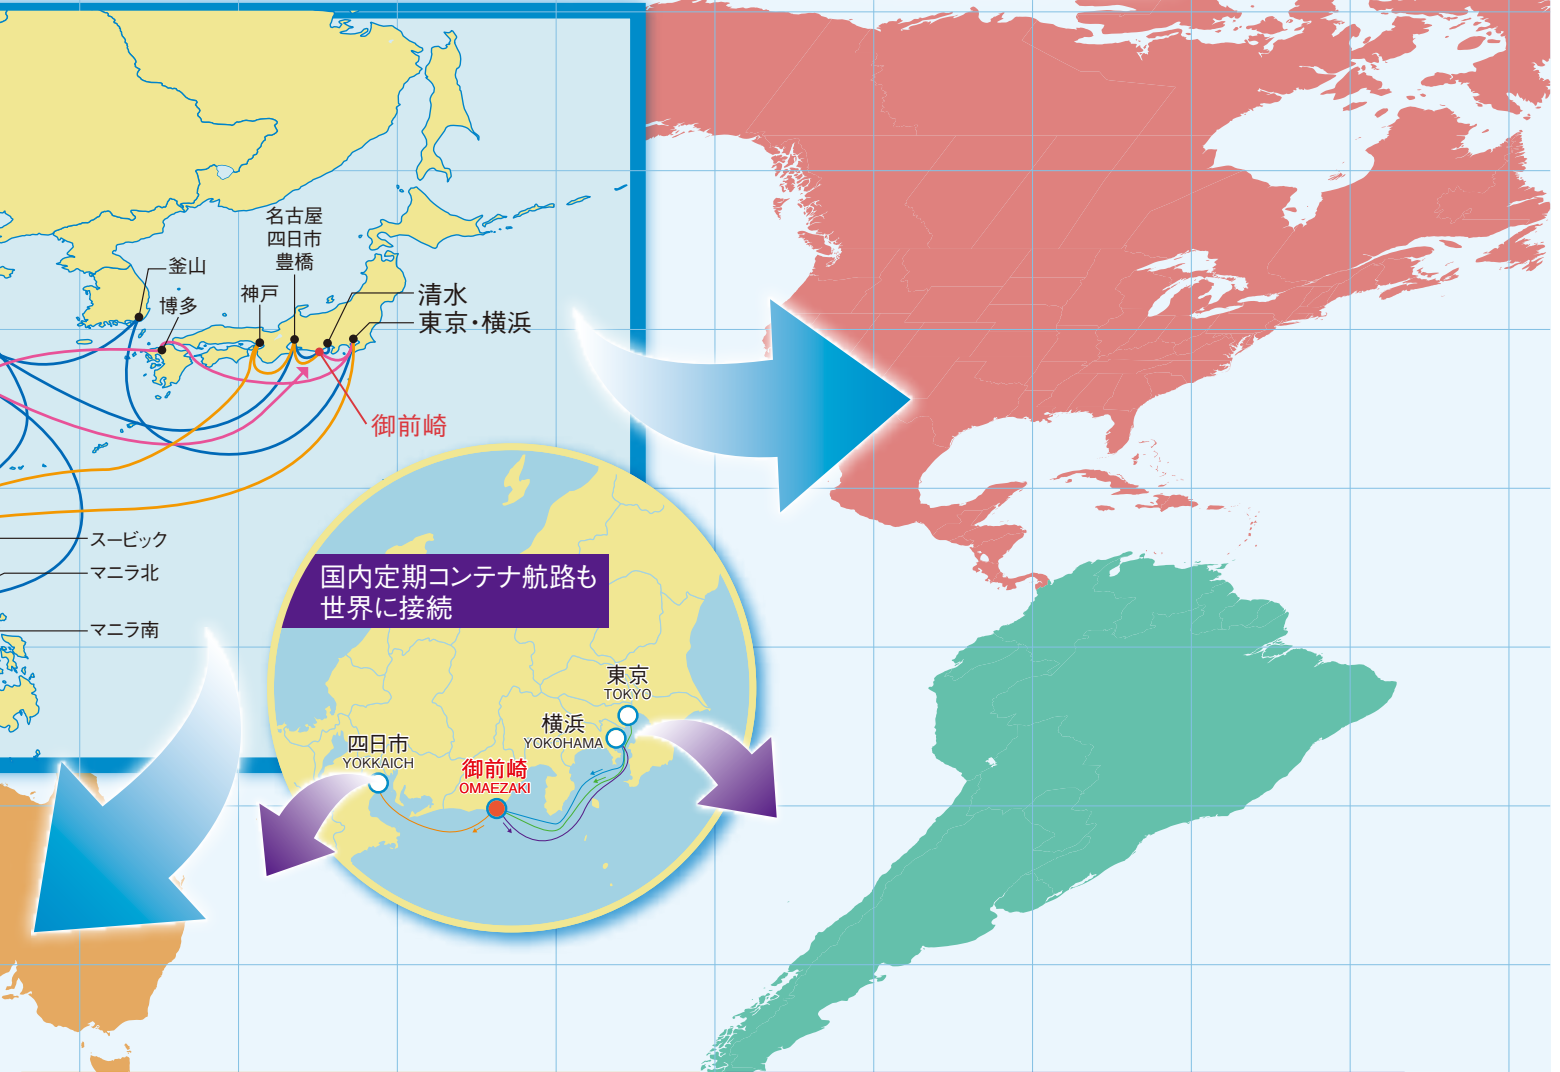 名古屋
四日市
豊橋
釜山
神戸
博多
清水
東京・横浜
御前崎
スービック
マニラ北
マニラ南
国内定期コンテナ航路も
世界に接続
東京
TOKYO
横浜
YOKOHAMA
四日市
YOKKAICH
御前崎
OMAEZAKI